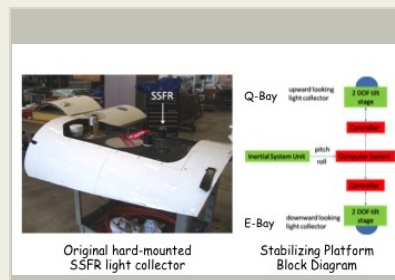 SSFR
Original hard-mounted
SSFR light collector
Q-Bay
upward looking
light collector
2 DOF tilt
stage
Controller
Inertial System Unit
pitch
roll
Computer System
Controller
E-Bay
downward looking
light collector
2 DOF tilt
stage
Stabilizing Platform
Block Diagram